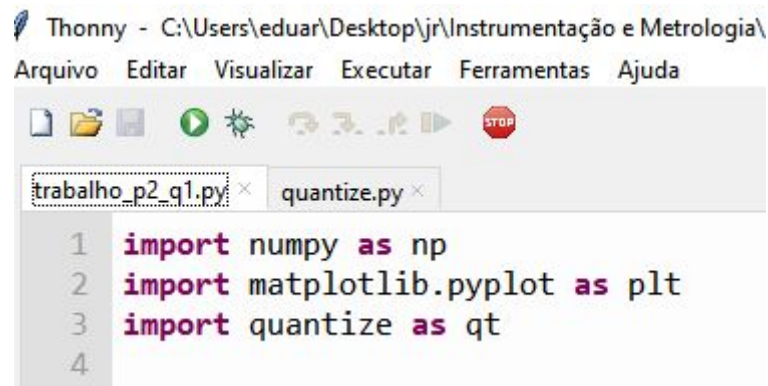 Thonny - C:\Users\eduar\Desktop\jr\Instrumentação e Metrologia\
Arquivo Editar Visualizar Executar Ferramentas Ajuda
STOP
trabalho_p2_q1.py × quantize.py ×
1 import numpy as np
2 import matplotlib.pyplot as plt
3 import quantize as qt
4